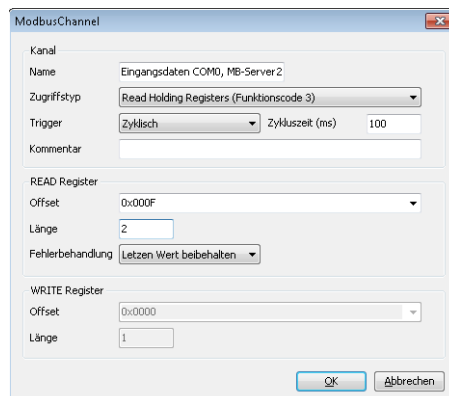 ModbusChannel
Kanal
Name Eingangsdaten COM0, MB-Server2
Zugriffstyp Read Holding Registers (Funktionscode 3)
Trigger Zyklisch Zykluszeit (ms) 100
Kommentar
READ Register
Offset 0x000F
Länge 2
Fehlerbehandlung Letzen Wert beibehalten
WRITE Register
Offset 0x0000
Länge 1
OK Abbrechen